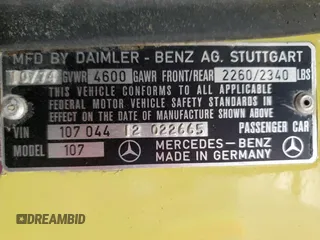 MFD BY DAIMLER - BENZ AG. STUTTGART
10/74 GVWR 4600 GAWR FRONT/REAR 2260/2340 LBS
THIS VEHICLE CONFORMS TO ALL APPLICABLE
FEDERAL MOTOR VEHICLE SAFETY STANDARDS IN
EFFECT ON THE DATE OF MANUFACTURE SHOWN ABOVE
VIN 107 044 12 022665 PASSENGER CAR
MODEL 107 MERCEDES-BENZ
MADE IN GERMANY
DREAMBID